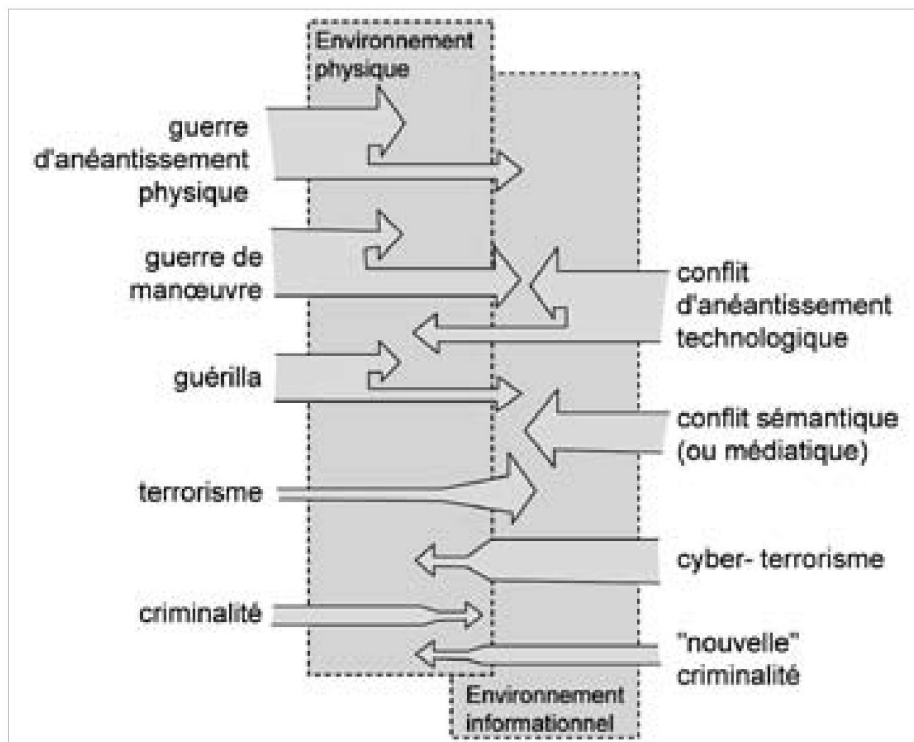 Environnement
physique
guerre
d'anéantissement
physique
guerre de
manœuvre
guérilla
terrorisme
criminalité
conflit
d'anéantissement
technologique
conflit sémantique
(ou médiatique)
cyber- terrorisme
"nouvelle"
criminalité
Environnement
informationnel